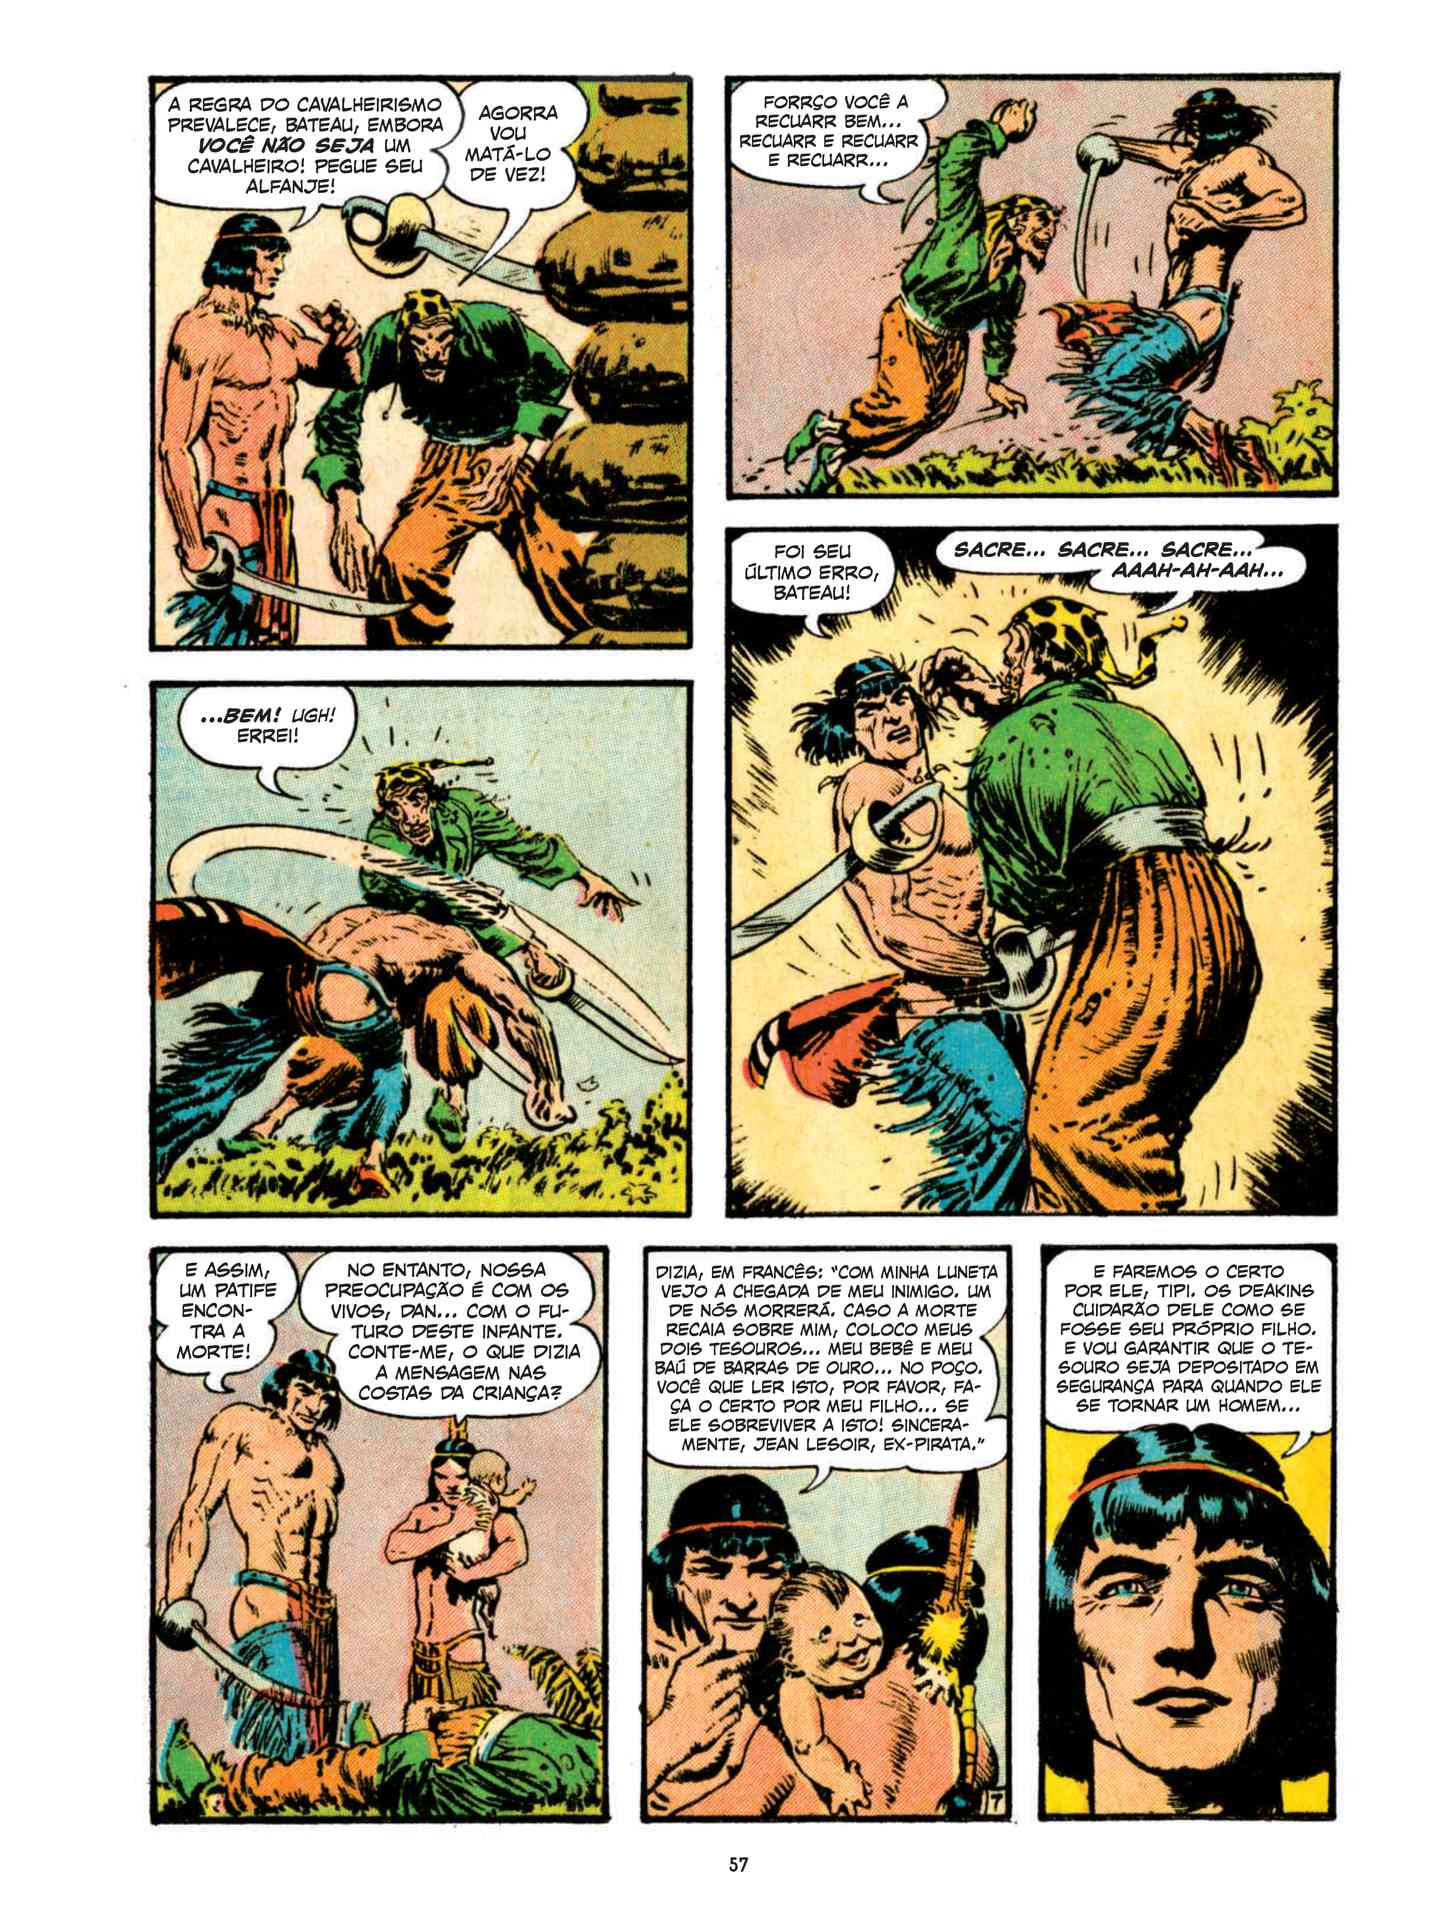 A REGRA DO CAVALHEIRISMO
PREVALECE, BATEAU, EMBORA
VOCÊ NÃO SEJA UM
CAVALHEIRO! PEGUE SEU
ALFANJE!
AGORRA
VOU
MATÁ-LO
DE VEZ!
FORRÇO VOCÊ A
RECUARR BEM...
RECUARR E RECUARR
E RECUARR...
...BEM! UGH!
ERREI!
FOI SEU
ÚLTIMO ERRO,
BATEAU!
SACRE... SACRE... SACRE...
AAAH-AH-AAH...
E ASSIM,
UM PATIFE
ENCON-
TRA A
MORTE!
NO ENTANTO, NOSSA
PREOCUPAÇÃO É COM OS
VIVOS, DAN... COM O FU-
TURO DESTE INFANTE.
CONTE-ME, O QUE DIZIA
A MENSAGEM NAS
COSTAS DA CRIANÇA?
DIZIA, EM FRANCÊS: "COM MINHA LUNETA
VEJO A CHEGADA DE MEU INIMIGO. UM
DE NÓS MORRERÁ. CASO A MORTE
RECAIA SOBRE MIM, COLOCO MEUS
DOIS TESOUROS... MEU BEBÊ E MEU
BAÚ DE BARRAS DE OURO... NO POÇO.
VOCÊ QUE LER ISTO, POR FAVOR, FA-
ÇA O CERTO POR MEU FILHO... SE
ELE SOBREVIVER A ISTO! SINCERA-
MENTE, JEAN LESOIR, EX-PIRATA."
7
E FAREMOS O CERTO
POR ELE, TIPI. OS DEAKINS
CUIDARÃO DELE COMO SE
FOSSE SEU PRÓPRIO FILHO.
E VOU GARANTIR QUE O TE-
SOURO SEJA DEPOSITADO EM
SEGURANÇA PARA QUANDO ELE
SE TORNAR UM HOMEM...
57